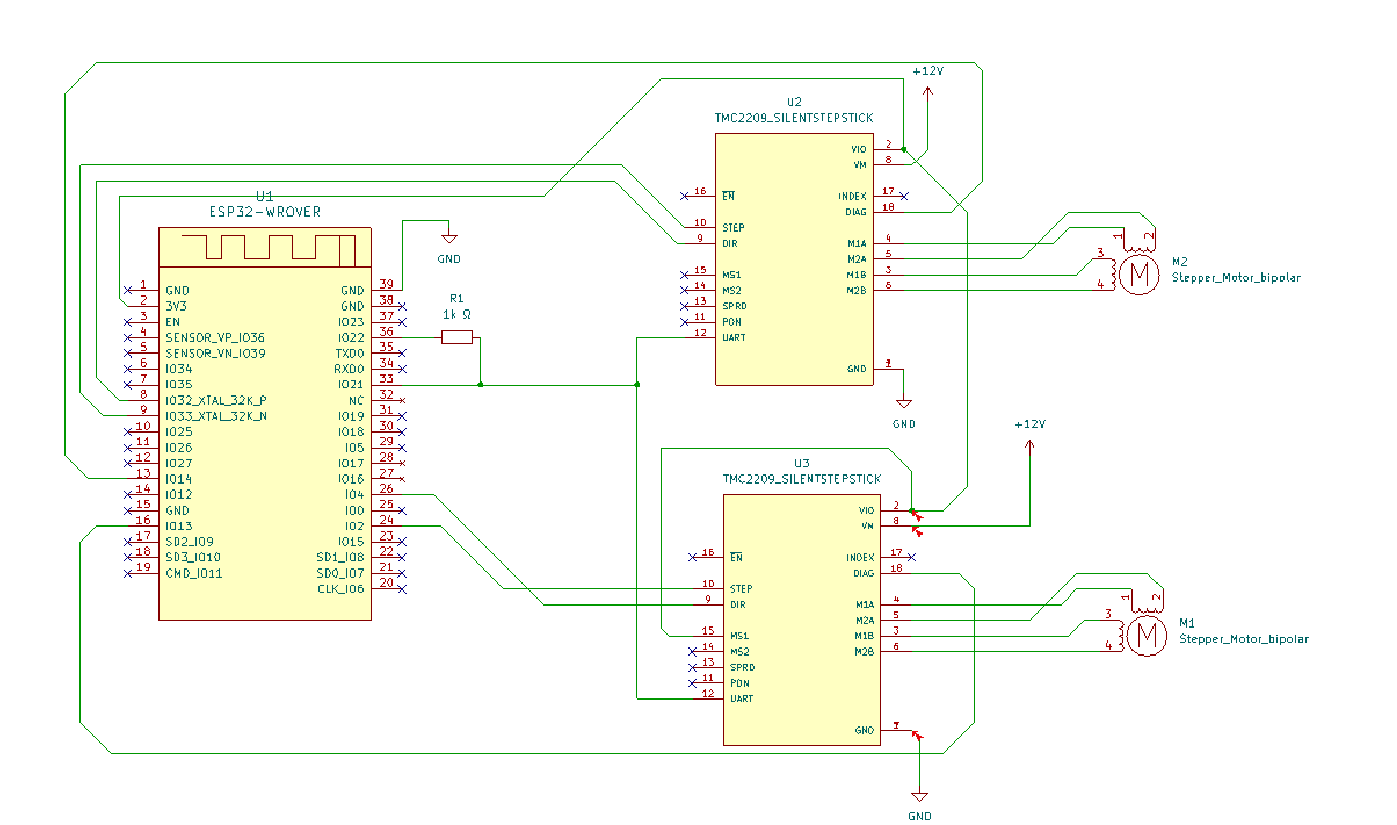 +12V
U2
TMC2209_SILENTSTEPSTICK
VIO 2
VM 8
16 EN
INDEX 17
DIAG 18
10 STEP
9 DIR
M1A 4
M2A 5
15 MS1
M1B 3
14 MS2
M2B 6
13 SPRD
11 PDN
12 UART
GND 1
GND
1 2
3
4
M
M2
Stepper_Motor_bipolar
U1
ESP32-WROVER
GND
1 GND
2 3V3
3 EN
4 SENSOR_VP_IO36
5 SENSOR_VN_IO39
6 IO34
7 IO35
8 IO32_XTAL_32K_P
9 IO33_XTAL_32K_N
10 IO25
11 IO26
12 IO27
13 IO14
14 IO12
15 GND
16 IO13
17 SD2_IO9
18 SD3_IO10
19 CMD_IO11
GND 39
GND 38
IO23 37
IO22 36
TXD0 35
RXD0 34
IO21 33
NC 32
IO19 31
IO18 30
IO5 29
IO17 28
IO16 27
IO4 26
IO0 25
IO2 24
IO15 23
SD1_IO8 22
SD0_IO7 21
CLK_IO6 20
R1
1k Ω
+12V
U3
TMC2209_SILENTSTEPSTICK
VIO 2
VM 8
16 EN
INDEX 17
DIAG 18
10 STEP
9 DIR
M1A 4
M2A 5
15 MS1
M1B 3
14 MS2
M2B 6
13 SPRD
11 PDN
12 UART
GND 1
GND
1 2
3
4
M
M1
Stepper_Motor_bipolar